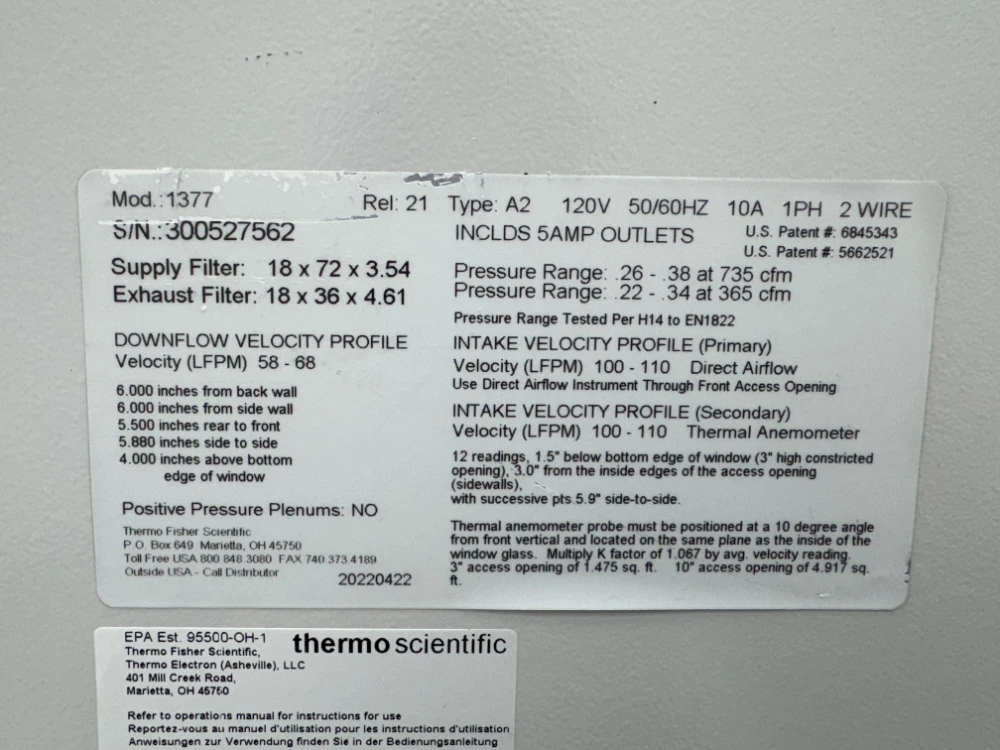 Mod.:1377 Rel: 21 Type: A2 120V 50/60HZ 10A 1PH 2 WIRE
S/N.:300527562
INCLDS 5AMP OUTLETS
U.S. Patent #: 6845343
U.S. Patent #: 5662521
Supply Filter: 18 x 72 x 3.54
Exhaust Filter: 18 x 36 x 4.61
Pressure Range: .26 - .38 at 735 cfm
Pressure Range: .22 - .34 at 365 cfm
Pressure Range Tested Per H14 to EN1822
DOWNFLOW VELOCITY PROFILE
Velocity (LFPM) 58 - 68
6.000 inches from back wall
6.000 inches from side wall
5.500 inches rear to front
5.880 inches side to side
4.000 inches above bottom
edge of window
Positive Pressure Plenums: NO
Thermo Fisher Scientific
P.O. Box 649 Marietta, OH 45750
Toll Free USA 800 848 3080 FAX 740 373 4189
Outside USA - Call Distributor
20220422
INTAKE VELOCITY PROFILE (Primary)
Velocity (LFPM) 100 - 110 Direct Airflow
Use Direct Airflow Instrument Through Front Access Opening
INTAKE VELOCITY PROFILE (Secondary)
Velocity (LFPM) 100 - 110 Thermal Anemometer
12 readings, 1.5" below bottom edge of window (3" high constricted
opening), 3.0" from the inside edges of the access opening
(sidewalls),
with successive pts 5.9" side-to-side.
Thermal anemometer probe must be positioned at a 10 degree angle
from front vertical and located on the same plane as the inside of the
window glass. Multiply K factor of 1.067 by avg. velocity reading.
3" access opening of 1.475 sq. ft. 10" access opening of 4.917 sq.
ft.
EPA Est. 95500-OH-1
thermo scientific
Thermo Fisher Scientific,
Thermo Electron (Asheville), LLC
401 Mill Creek Road,
Marietta, OH 45750
Refer to operations manual for instructions for use
Reportez-vous au manuel d'utilisation pour les instructions d'utilisation
Anweisungen zur Verwendung finden Sie in der Bedienungsanleitung